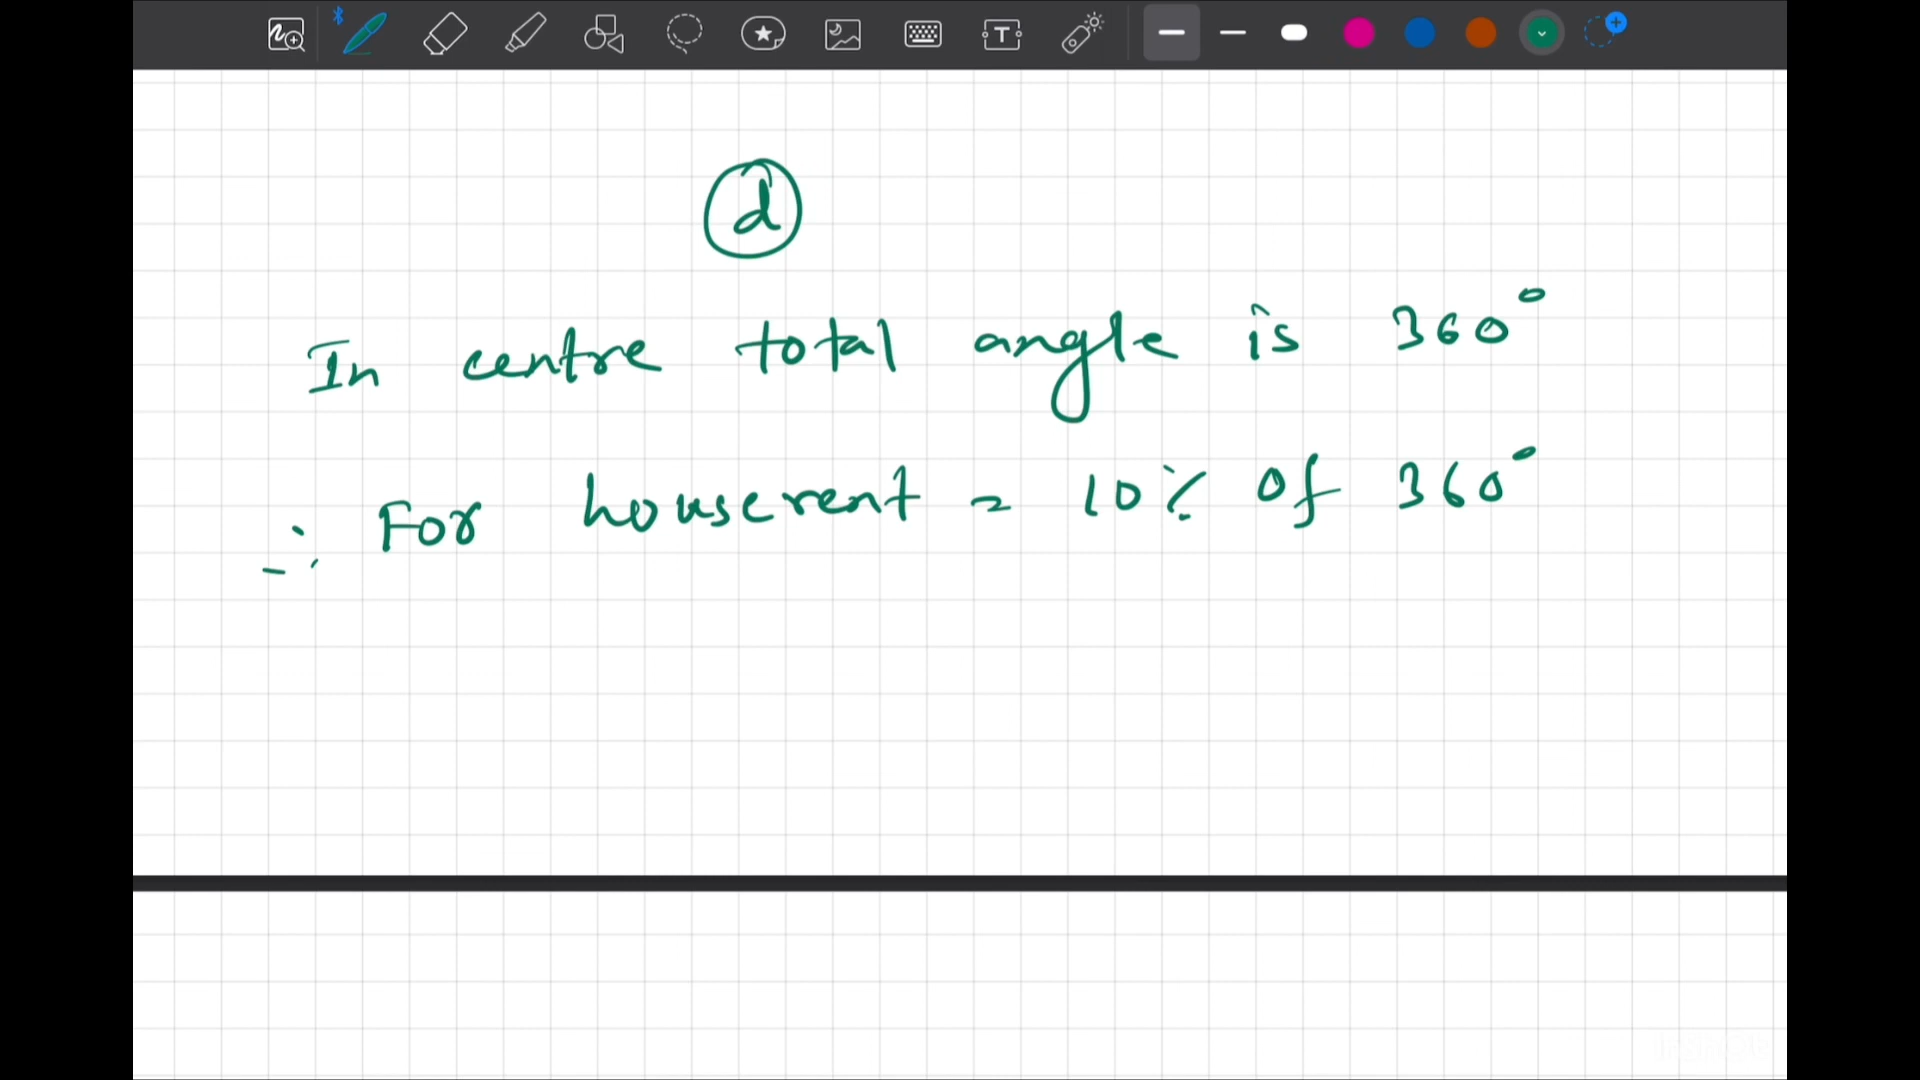 d
In centre total angle is 360°
∴ For houserent = 10% of 360°